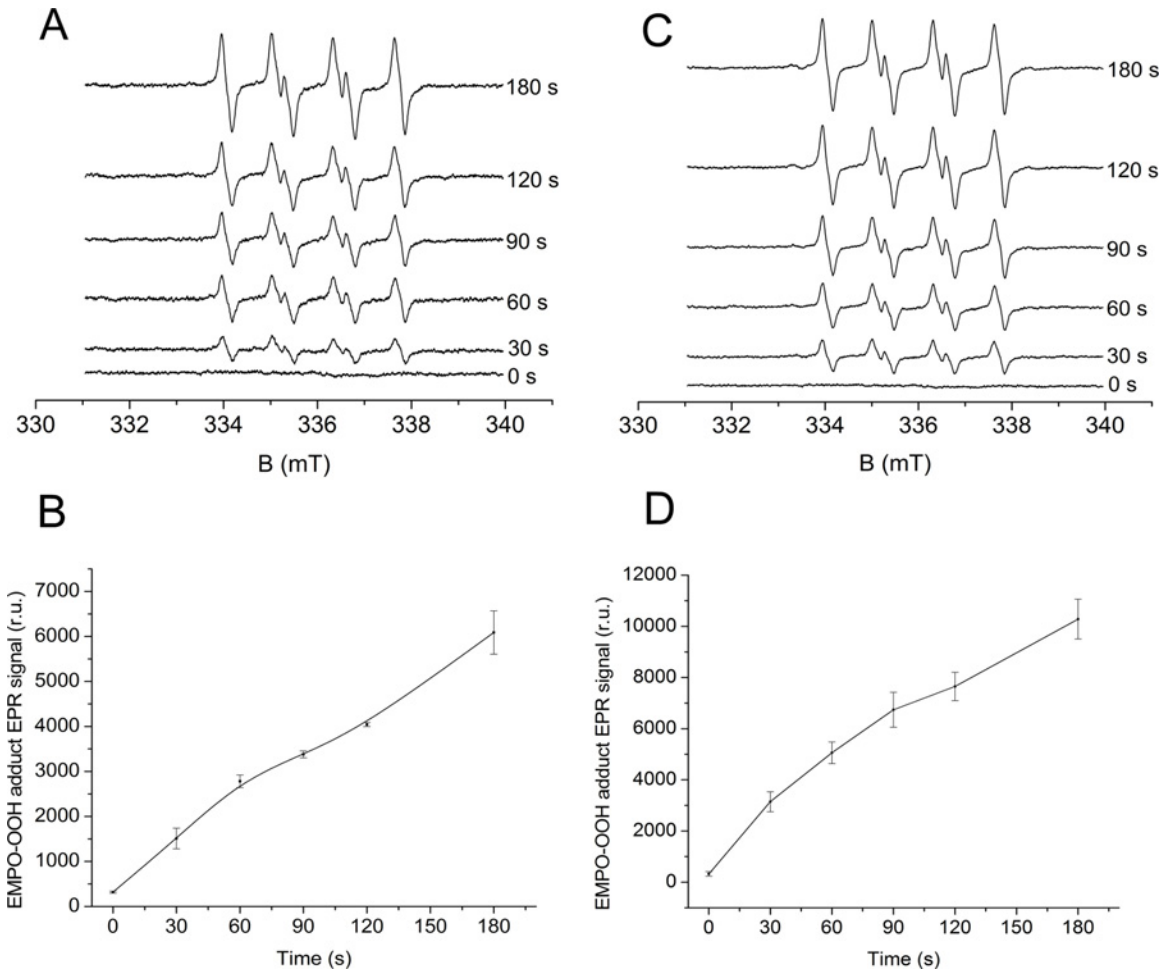 A
180 s
120 s
90 s
60 s
30 s
0 s
330 332 334 336 338 340
B (mT)
C
180 s
120 s
90 s
60 s
30 s
0 s
330 332 334 336 338 340
B (mT)
B
EMPO-OOH adduct EPR signal (r.u.)
7000
6000
5000
4000
3000
2000
1000
0
0 30 60 90 120 150 180
Time (s)
D
EMPO-OOH adduct EPR signal (r.u.)
12000
10000
8000
6000
4000
2000
0
0 30 60 90 120 150 180
Time (s)